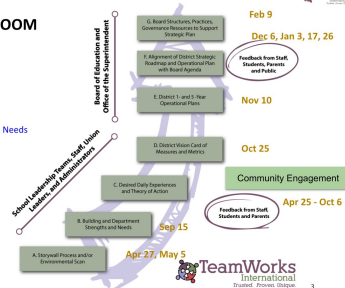 OOM
Needs
Feb 9
G. Board Structures, Practices,
Governance Resources to Support
Strategic Plan
Dec 6, Jan 3, 17, 26
F. Alignment of District Strategic
Roadmap and Operational Plan
with Board Agenda
Feedback from Staff,
Students, Parents
and Public
Board of Education and
Office of the Superintendent
E. District 1- and 3 -Year
Operational Plans
Nov 10
D. District Vision Card of
Measures and Metrics
Oct 25
School Leadership Teams, Staff, Union
Leaders, and Administrators
Community Engagement
C. Desired Daily Experiences
and Theory of Action
Apr 25 - Oct 6
Feedback from Staff,
Students and Parents
B. Building and Department
Strengths and Needs
Sep 15
A. Storywall Process and/or
Environmental Scan
Apr 27, May 5
TeamWorks
International
Trusted. Proven. Unique.
3